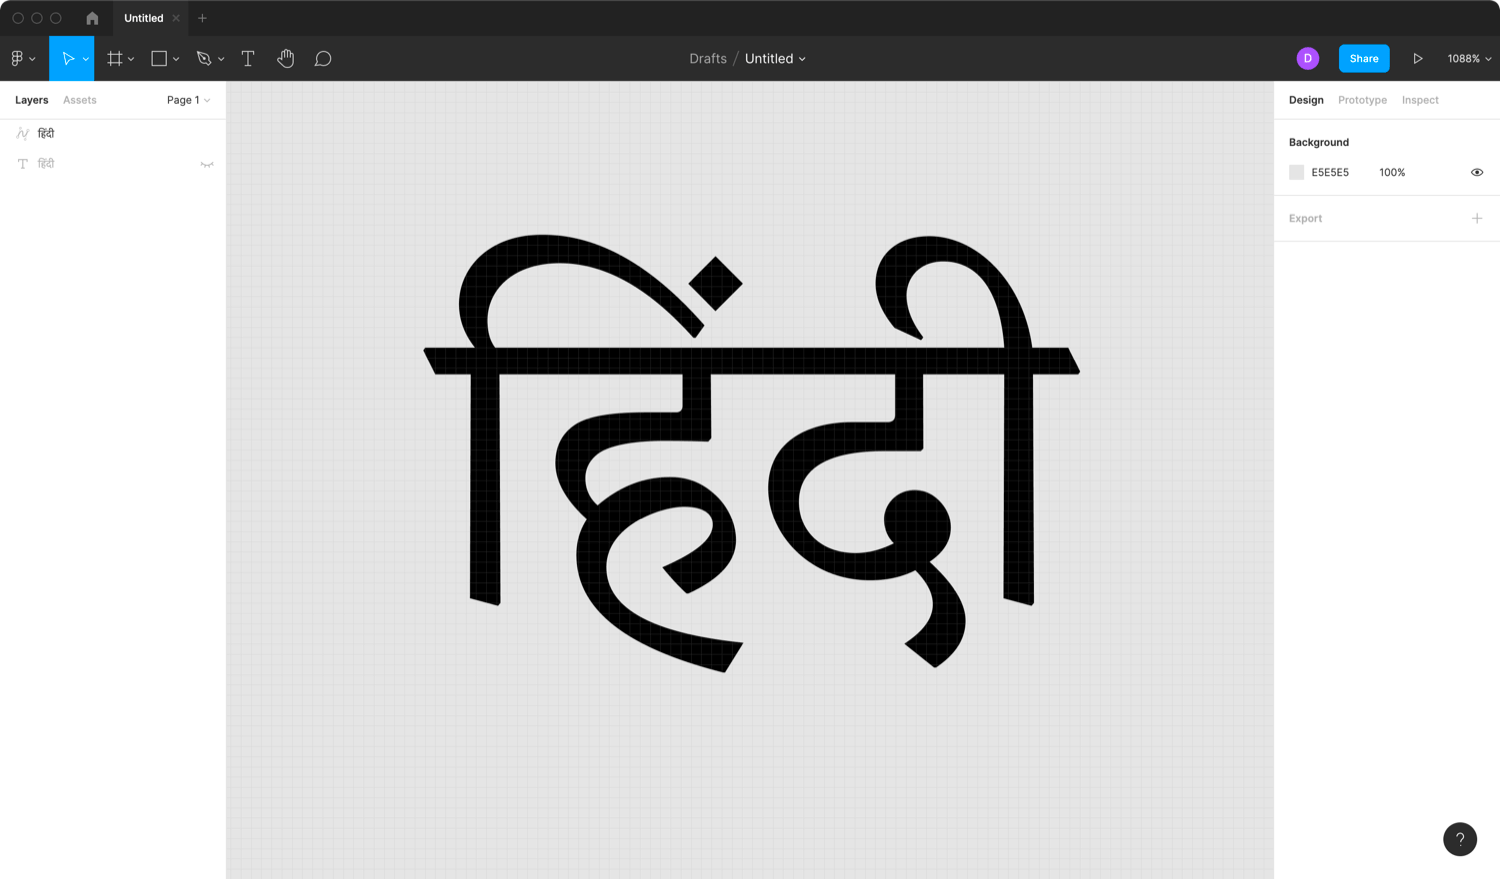 Untitled
Drafts / Untitled
D
Share
1088%
Layers
Assets
Page 1
Design
Prototype
Inspect
हिंदी
हिंदी
Background
E5E5E5
100%
Export
हिंदी
?